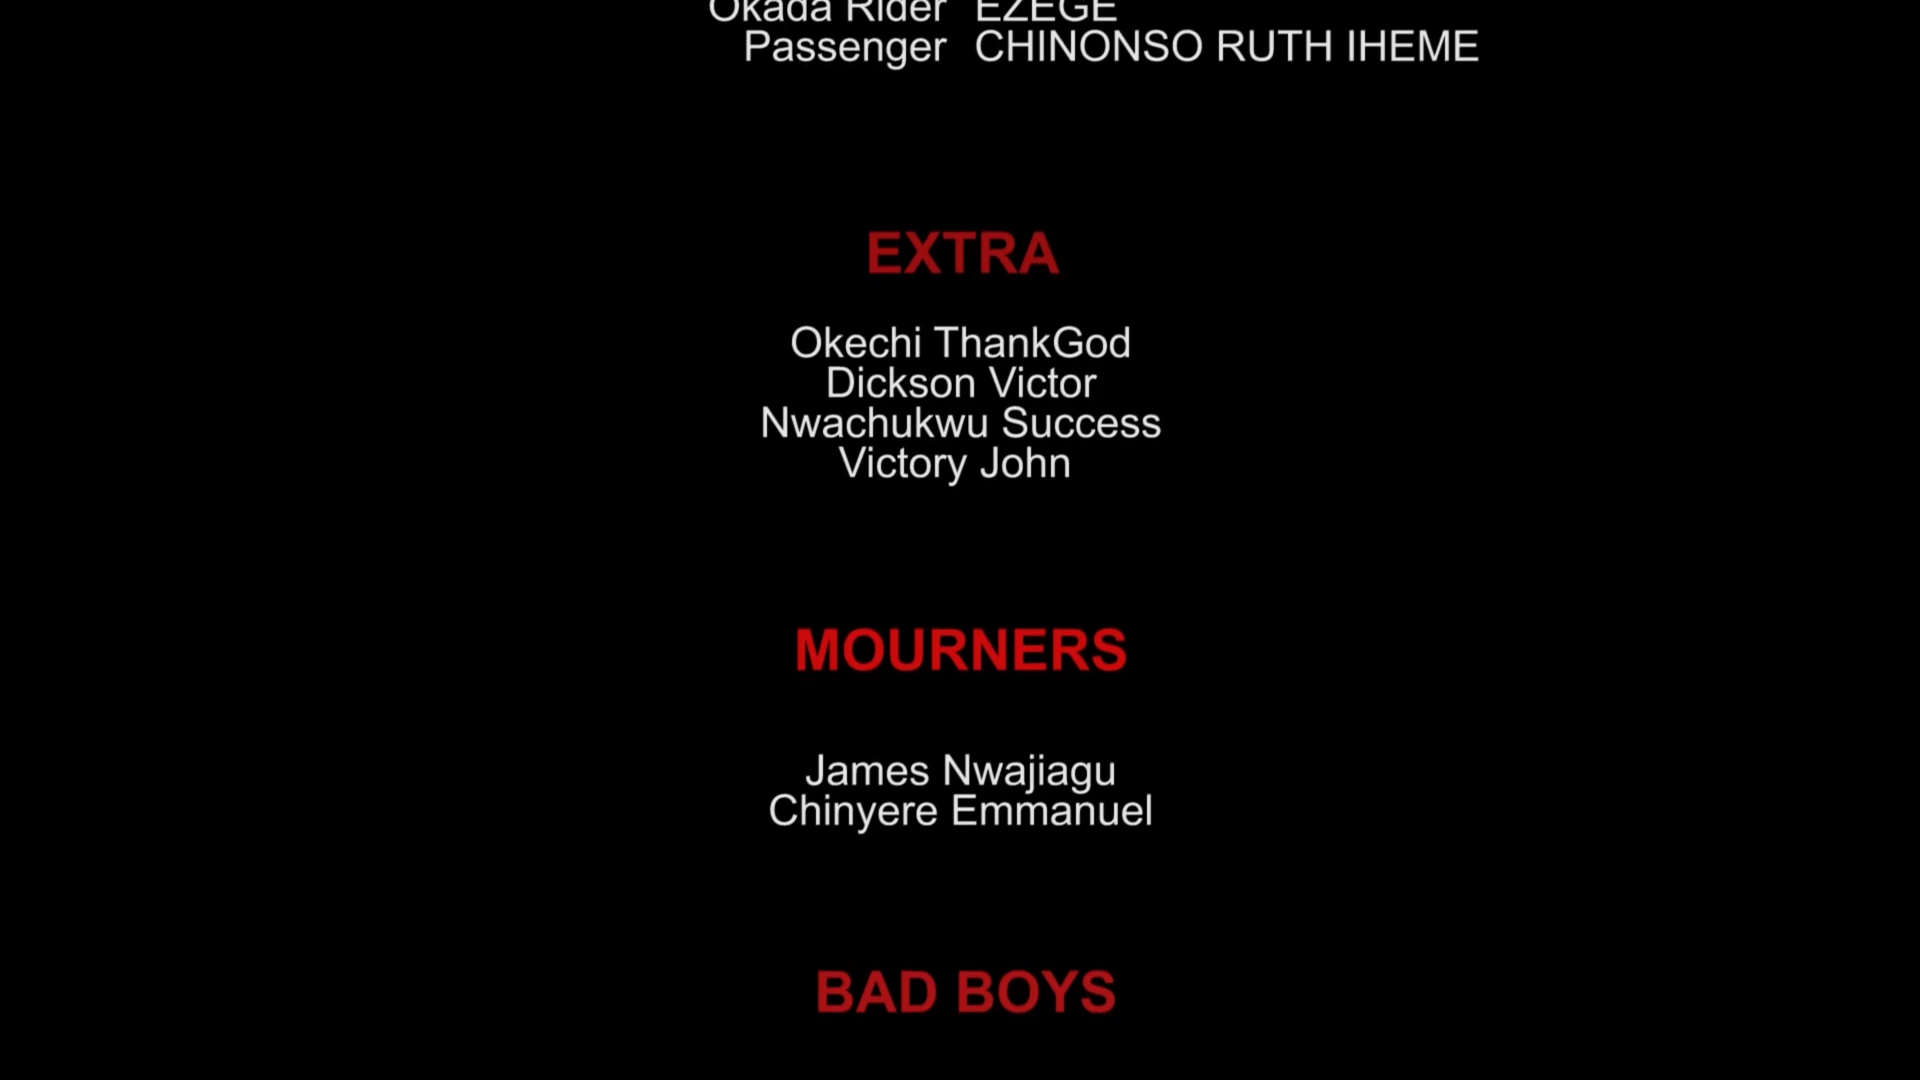 Okada Rider EZEGE
Passenger CHINONSO RUTH IHEME
EXTRA
Okechi ThankGod
Dickson Victor
Nwachukwu Success
Victory John
MOURNERS
James Nwajiagu
Chinyere Emmanuel
BAD BOYS